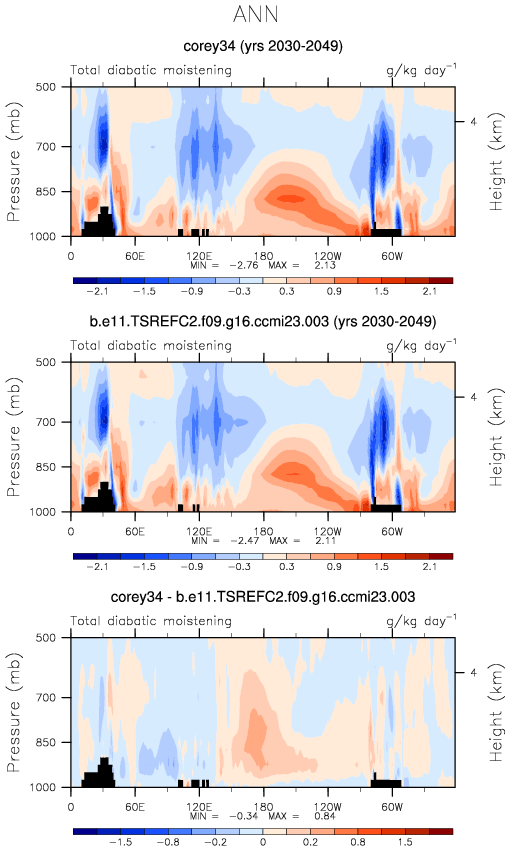 ANN
corey34 (yrs 2030-2049)
Total diabatic moistening g/kg day⁻¹
Pressure (mb)
500
700
850
1000
4
Height (km)
0 60E 120E 180 120W 60W
MIN = −2.76 MAX = 2.13
−2.1 −1.5 −0.9 −0.3 0.3 0.9 1.5 2.1
b.e11.TSREFC2.f09.g16.ccmi23.003 (yrs 2030-2049)
Total diabatic moistening g/kg day⁻¹
Pressure (mb)
500
700
850
1000
4
Height (km)
0 60E 120E 180 120W 60W
MIN = −2.47 MAX = 2.11
−2.1 −1.5 −0.9 −0.3 0.3 0.9 1.5 2.1
corey34 - b.e11.TSREFC2.f09.g16.ccmi23.003
Total diabatic moistening g/kg day⁻¹
Pressure (mb)
500
700
850
1000
4
Height (km)
0 60E 120E 180 120W 60W
MIN = −0.34 MAX = 0.84
−1.5 −0.8 −0.2 0 0.2 0.8 1.5